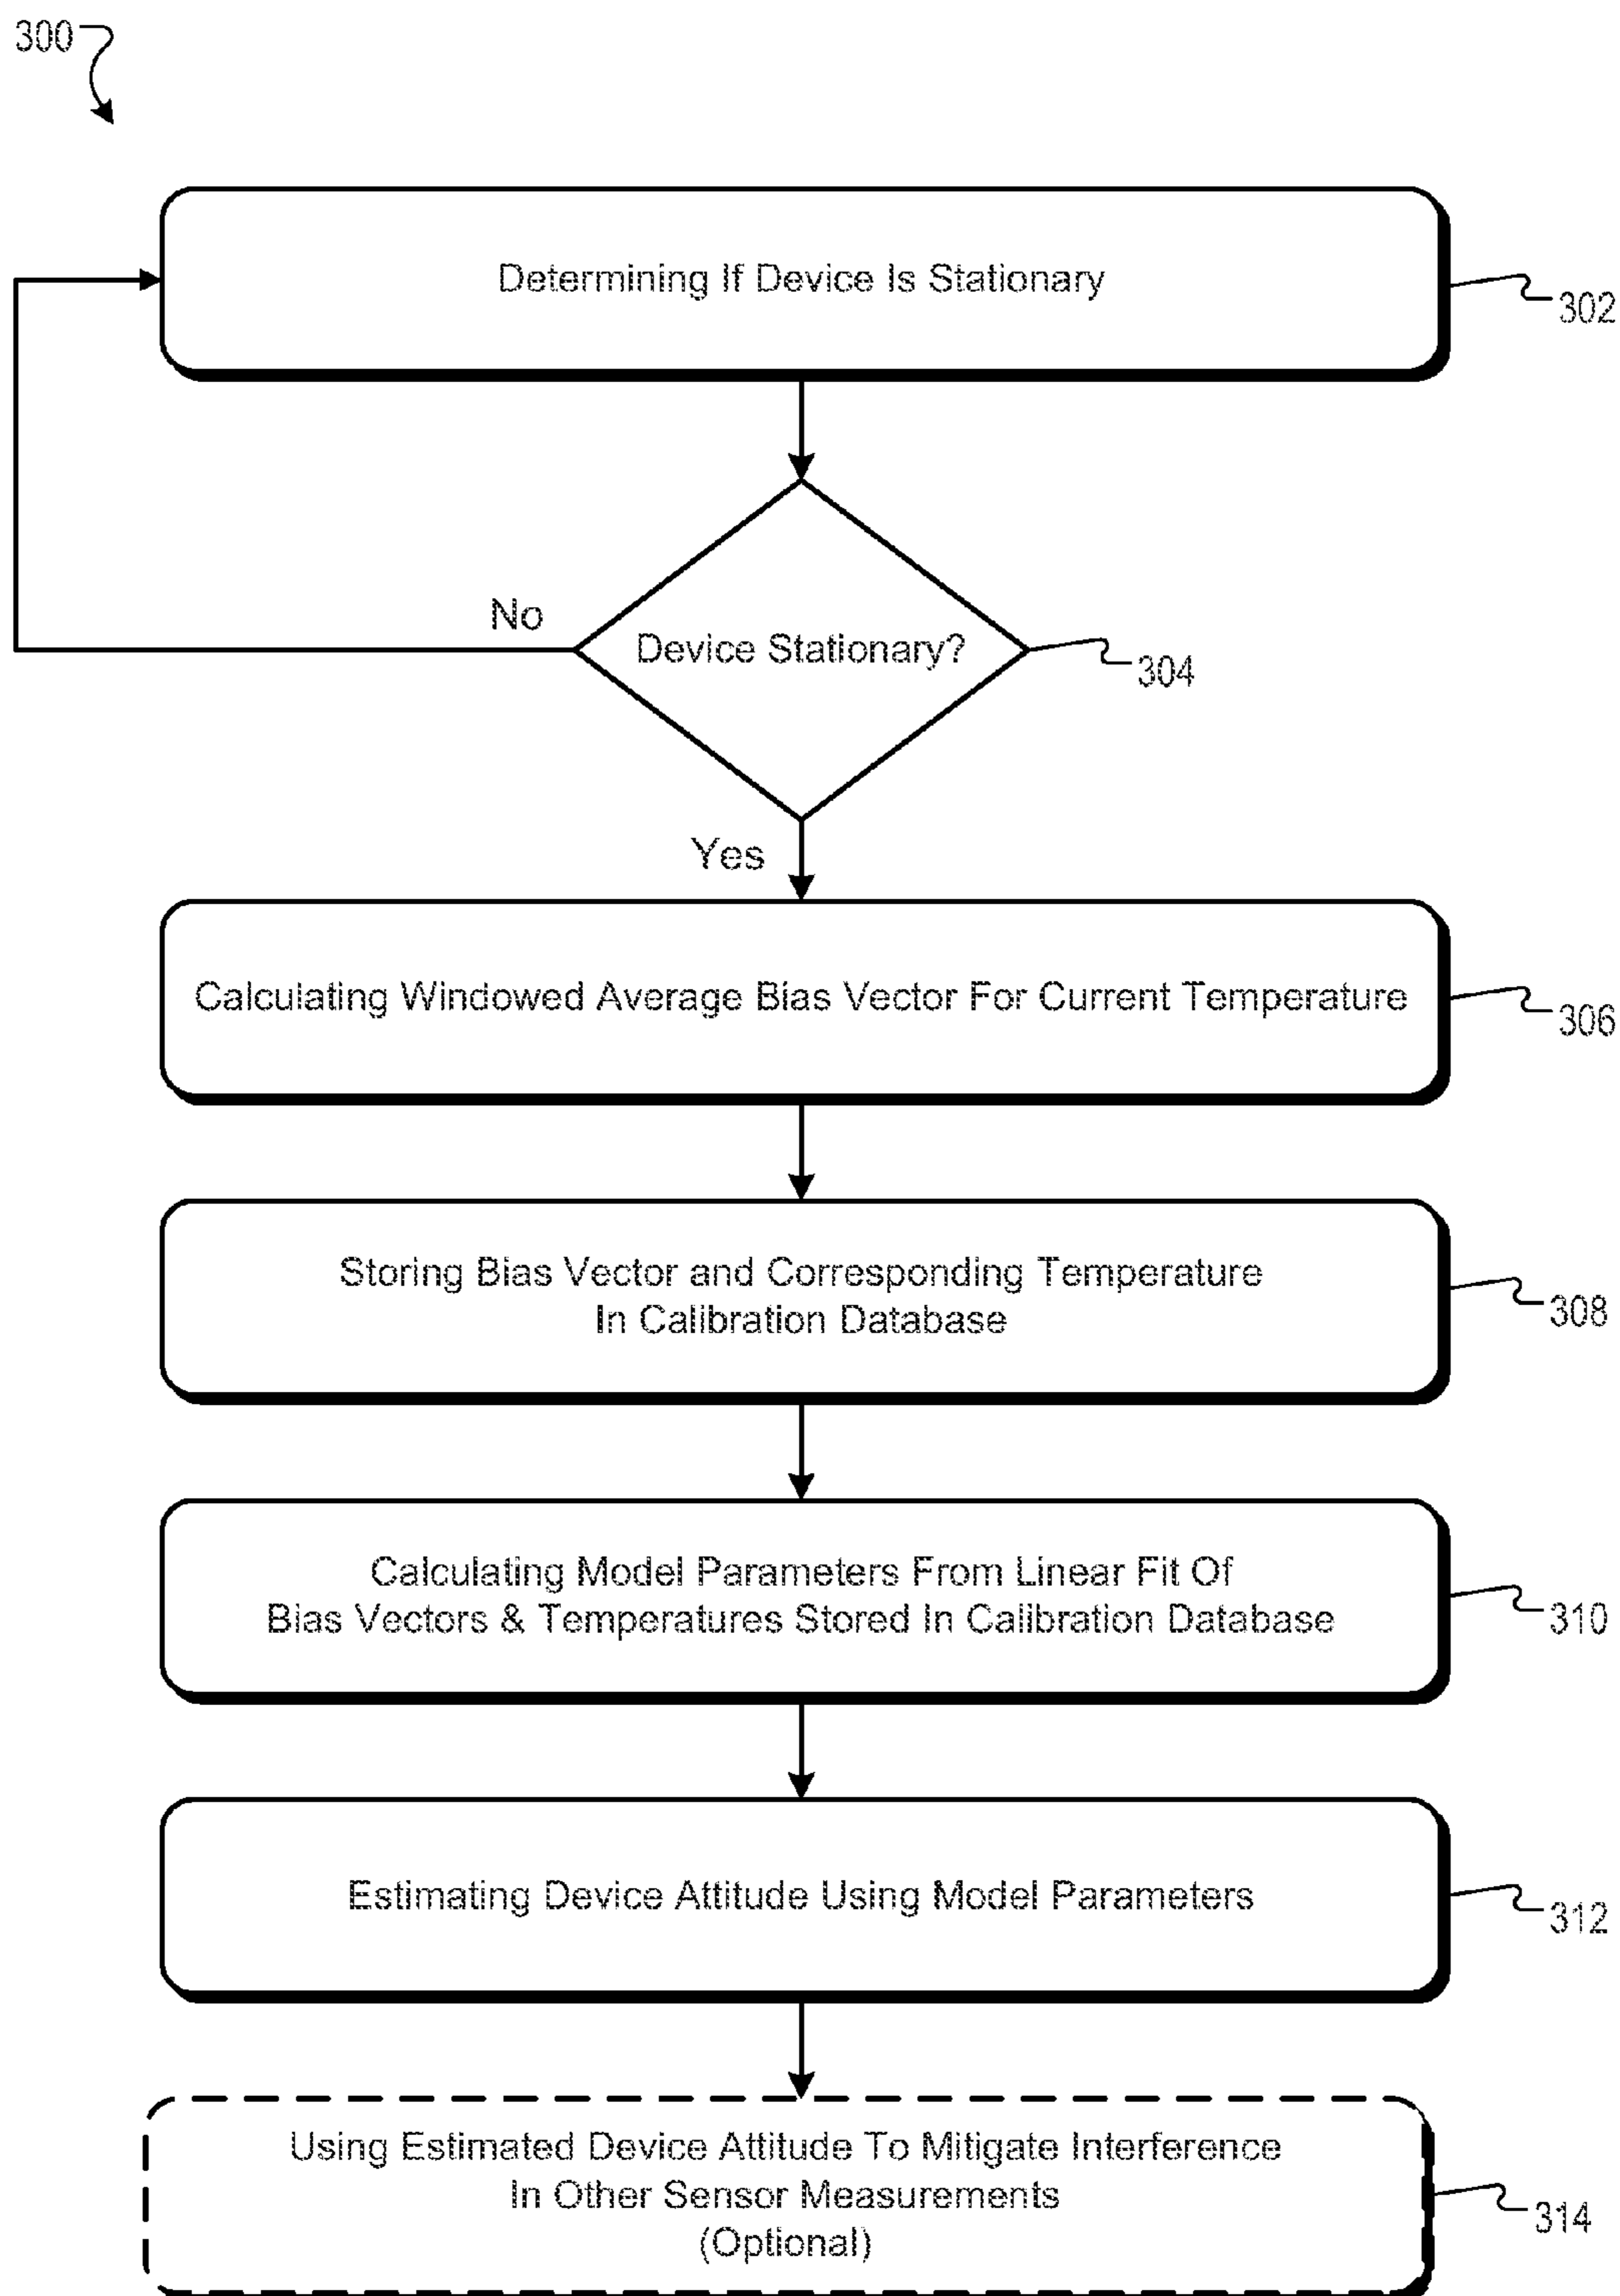 300
Determining If Device Is Stationary
302
No
Device Stationary?
304
Yes
Calculating Windowed Average Bias Vector For Current Temperature
306
Storing Bias Vector and Corresponding Temperature
In Calibration Database
308
Calculating Model Parameters From Linear Fit Of
Bias Vectors & Temperatures Stored In Calibration Database
310
Estimating Device Attitude Using Model Parameters
312
Using Estimated Device Attitude To Mitigate Interference
In Other Sensor Measurements
(Optional)
314